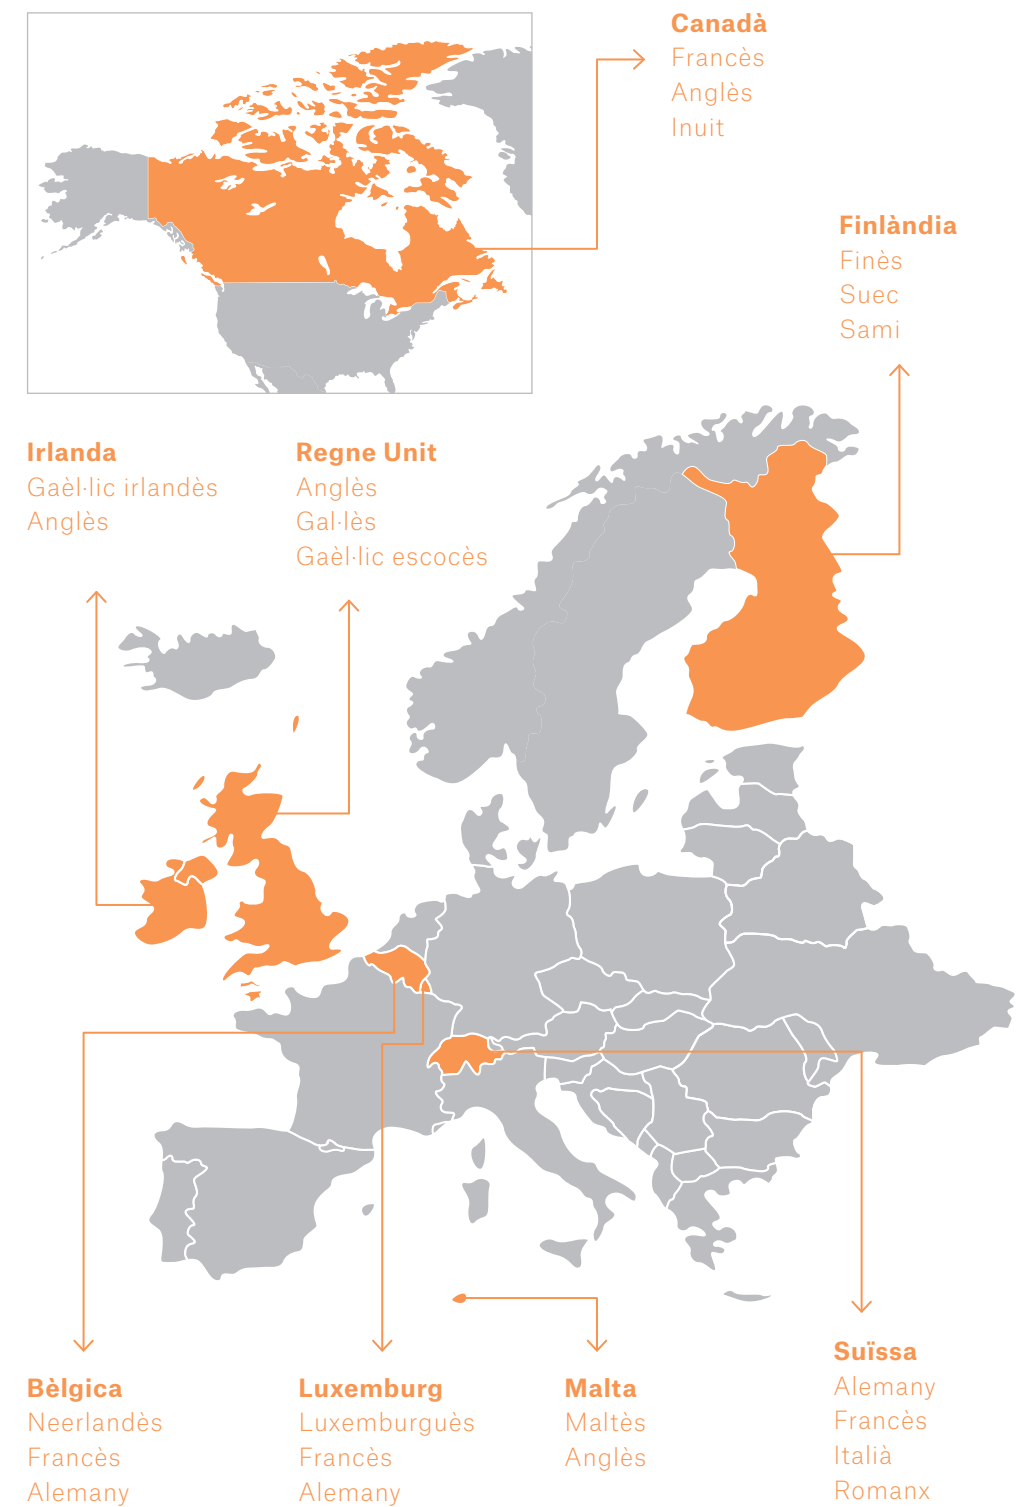 Canadà
Francès
Anglès
Inuit
Finlàndia
Finès
Suec
Sami
Irlanda
Gaèl·lic irlandès
Anglès
Regne Unit
Anglès
Gal·lès
Gaèl·lic escocès
Bèlgica
Neerlandès
Francès
Alemany
Luxemburg
Luxemburguès
Francès
Alemany
Malta
Maltès
Anglès
Suïssa
Alemany
Francès
Italià
Romanx